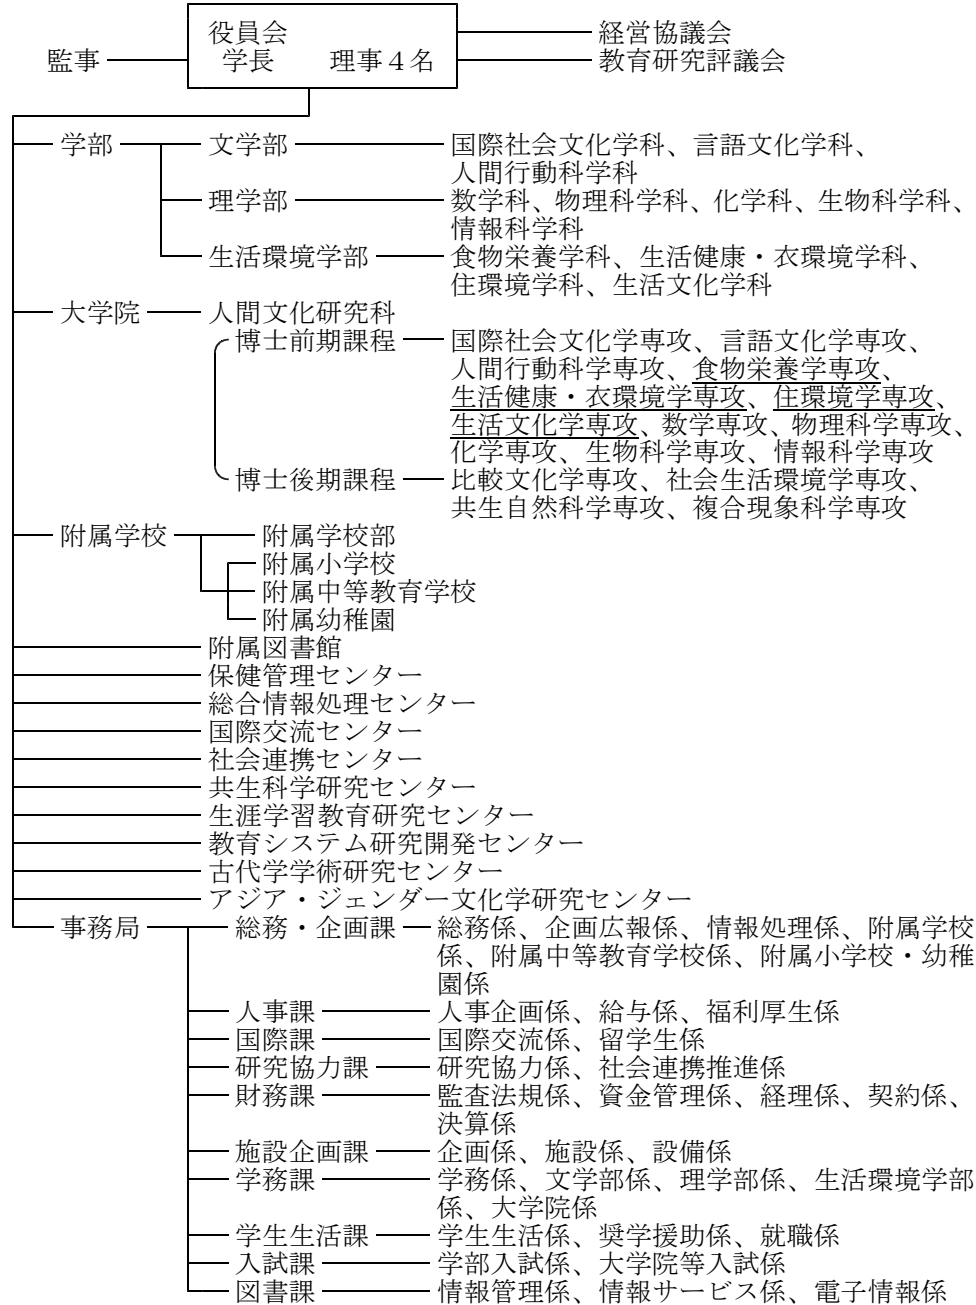 役員会 経営協議会
監事 学長 理事4名 教育研究評議会
学部 文学部 国際社会文化学科、言語文化学科、
人間行動科学科
理学部 数学科、物理科学科、化学科、生物科学科、
情報科学科
生活環境学部 食物栄養学科、生活健康・衣環境学科、
住環境学科、生活文化学科
大学院 人間文化研究科
博士前期課程 国際社会文化学専攻、言語文化学専攻、
人間行動科学専攻、食物栄養学専攻、
生活健康・衣環境学専攻、住環境学専攻、
生活文化学専攻、数学専攻、物理科学専攻、
化学専攻、生物科学専攻、情報科学専攻
博士後期課程 比較文化学専攻、社会生活環境学専攻、
共生自然科学専攻、複合現象科学専攻
附属学校 附属学校部
附属小学校
附属中等教育学校
附属幼稚園
附属図書館
保健管理センター
総合情報処理センター
国際交流センター
社会連携センター
共生科学研究センター
生涯学習教育研究センター
教育システム研究開発センター
古代学学術研究センター
アジア・ジェンダー文化学研究センター
事務局 総務・企画課 総務係、企画広報係、情報処理係、附属学校
係、附属中等教育学校係、附属小学校・幼稚
園係
人事課 人事企画係、給与係、福利厚生係
国際課 国際交流係、留学生係
研究協力課 研究協力係、社会連携推進係
財務課 監査法規係、資金管理係、経理係、契約係、
決算係
施設企画課 企画係、施設係、設備係
学務課 学務係、文学部係、理学部係、生活環境学部
係、大学院係
学生生活課 学生生活係、奨学援助係、就職係
入試課 学部入試係、大学院等入試係
図書課 情報管理係、情報サービス係、電子情報係